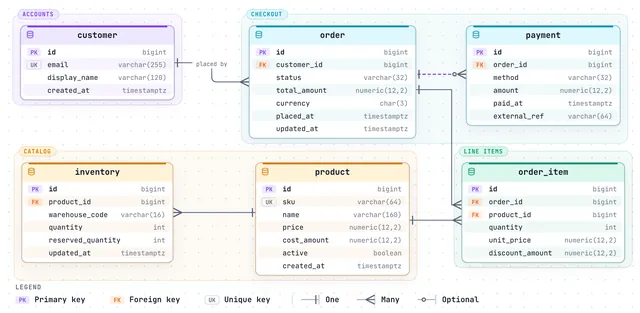 ACCOUNTS
customer
PK id bigint
UX email varchar(255)
display_name varchar(120)
created_at timestamptz
placed by
CHECKOUT
order
PK id bigint
FK customer_id bigint
status varchar(32)
total_amount numeric(12,2)
currency char(3)
placed_at timestamptz
updated_at timestamptz
payment
PK id bigint
FK order_id bigint
method varchar(32)
amount numeric(12,2)
paid_at timestamptz
external_ref varchar(64)
CATALOG
inventory
PK id bigint
FK product_id bigint
warehouse_code varchar(16)
quantity int
reserved_quantity int
updated_at timestamptz
product
PK id bigint
UX sku varchar(64)
name varchar(160)
price numeric(12,2)
cost_amount numeric(12,2)
active boolean
created_at timestamptz
LINE ITEMS
order_item
PK id bigint
FK order_id bigint
FK product_id bigint
quantity int
unit_price numeric(12,2)
discount_amount numeric(12,2)
LEGEND
PK Primary key FK Foreign key UX Unique key One Many Optional